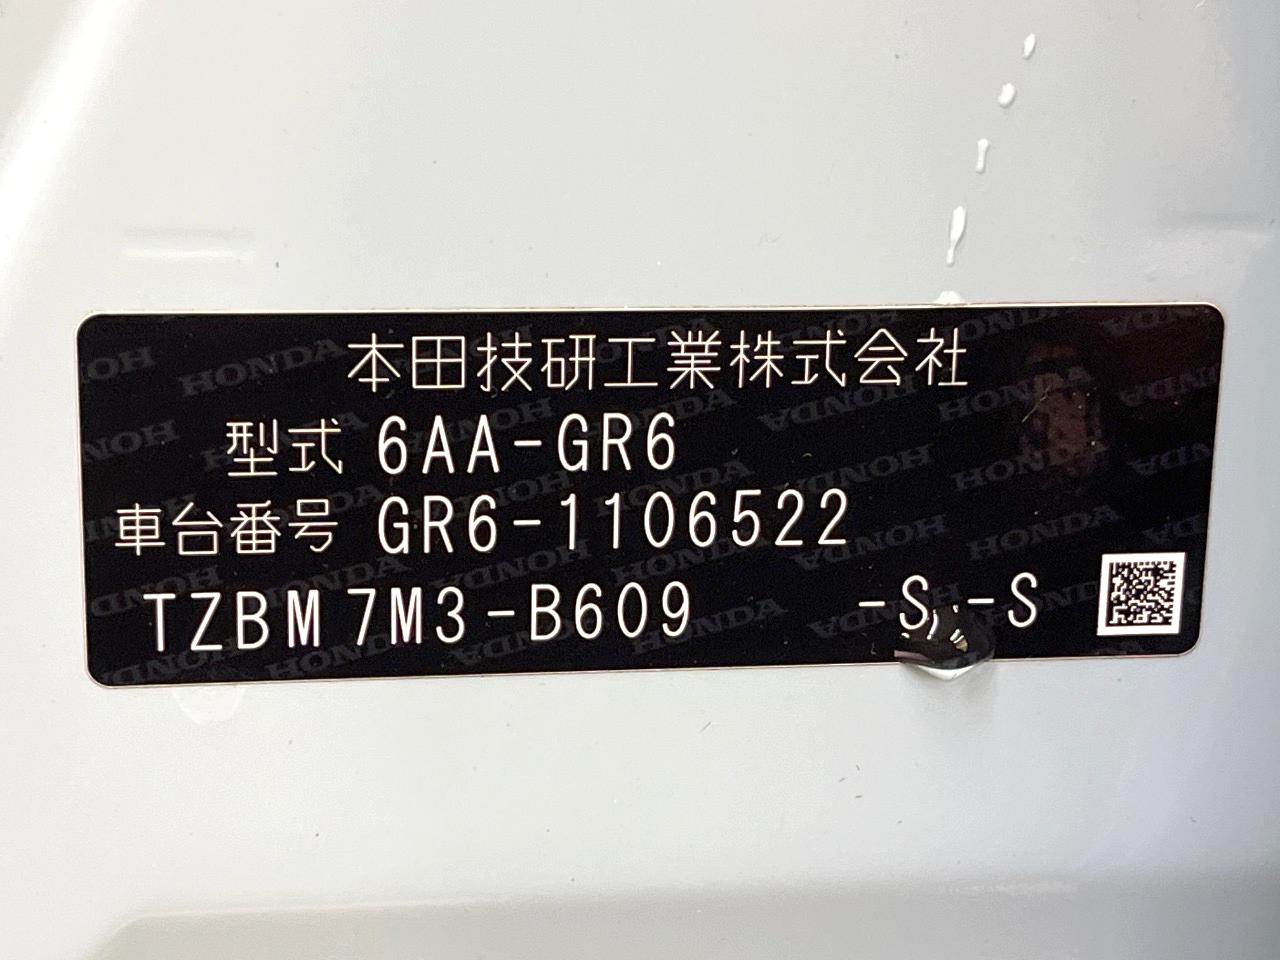 本田技研工業株式会社
型式 6AA-GR6
車台番号 GR6-1106522
TZBM 7M3-B609 -S -S